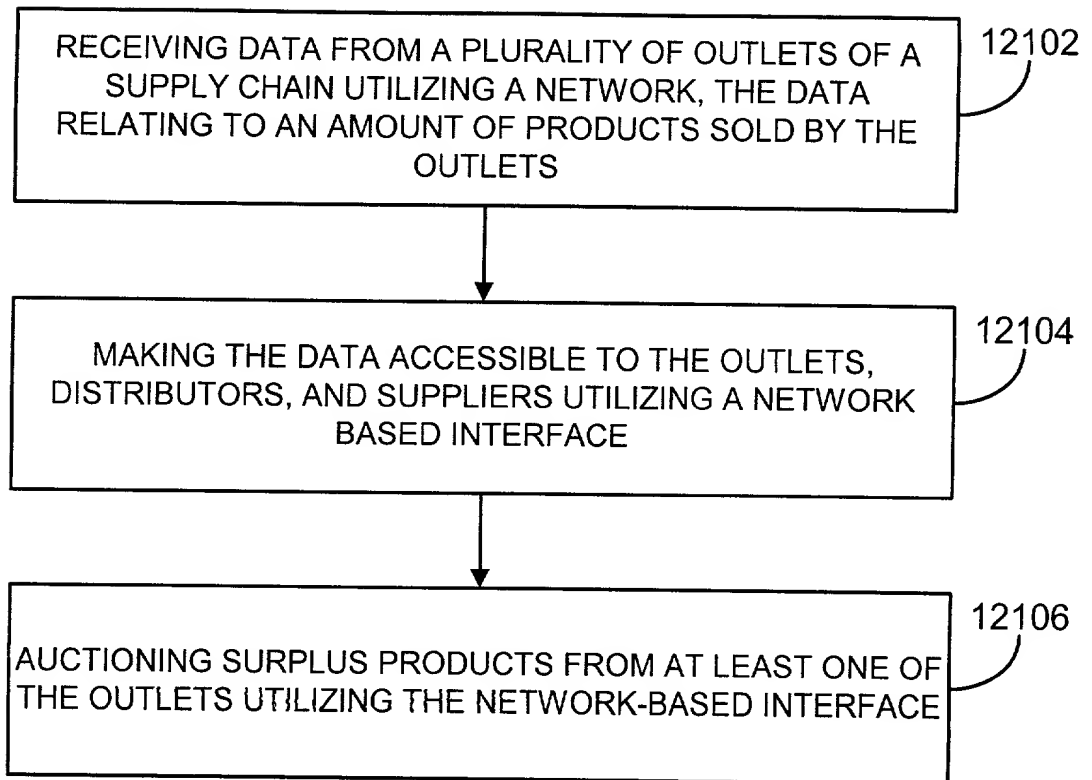 RECEIVING DATA FROM A PLURALITY OF OUTLETS OF A
SUPPLY CHAIN UTILIZING A NETWORK, THE DATA
RELATING TO AN AMOUNT OF PRODUCTS SOLD BY THE
OUTLETS
12102
MAKING THE DATA ACCESSIBLE TO THE OUTLETS,
DISTRIBUTORS, AND SUPPLIERS UTILIZING A NETWORK
BASED INTERFACE
12104
AUCTIONING SURPLUS PRODUCTS FROM AT LEAST ONE OF
THE OUTLETS UTILIZING THE NETWORK-BASED INTERFACE
12106